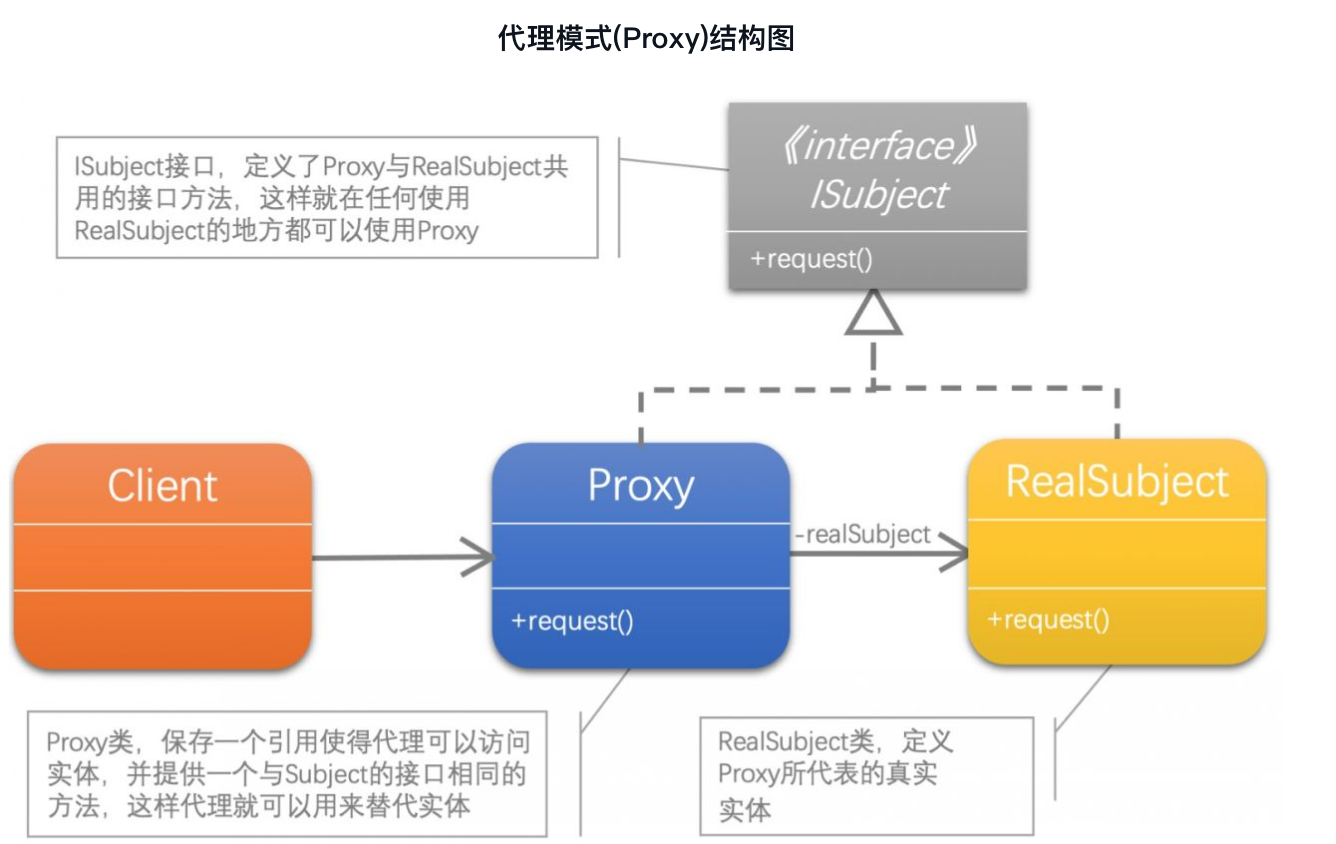 代理模式(Proxy)结构图
《interface》
ISubject
+request()
ISubject接口，定义了Proxy与RealSubject共
用的接口方法，这样就在任何使用
RealSubject的地方都可以使用Proxy
Client
Proxy
+request()
-realSubject
RealSubject
+request()
Proxy类，保存一个引用使得代理可以访问
实体，并提供一个与Subject的接口相同的
方法，这样代理就可以用来替代实体
RealSubject类，定义
Proxy所代表的真实
实体